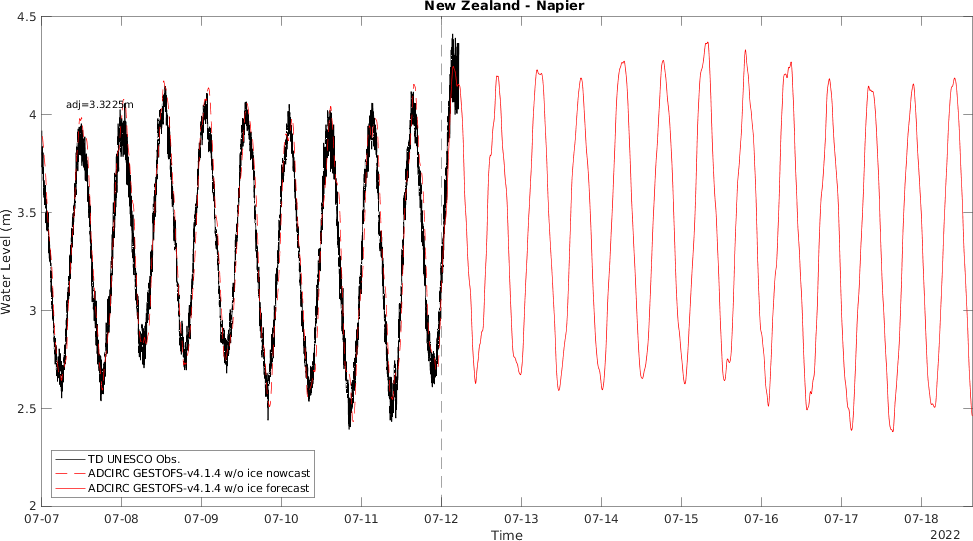 New Zealand - Napier
4.5
4
3.5
3
2.5
2
Water Level (m)
adj=3.3225m
TD UNESCO Obs.
ADCIRC GESTOFS-v4.1.4 w/o ice nowcast
ADCIRC GESTOFS-v4.1.4 w/o ice forecast
07-07 07-08 07-09 07-10 07-11 07-12 07-13 07-14 07-15 07-16 07-17 07-18
Time
2022